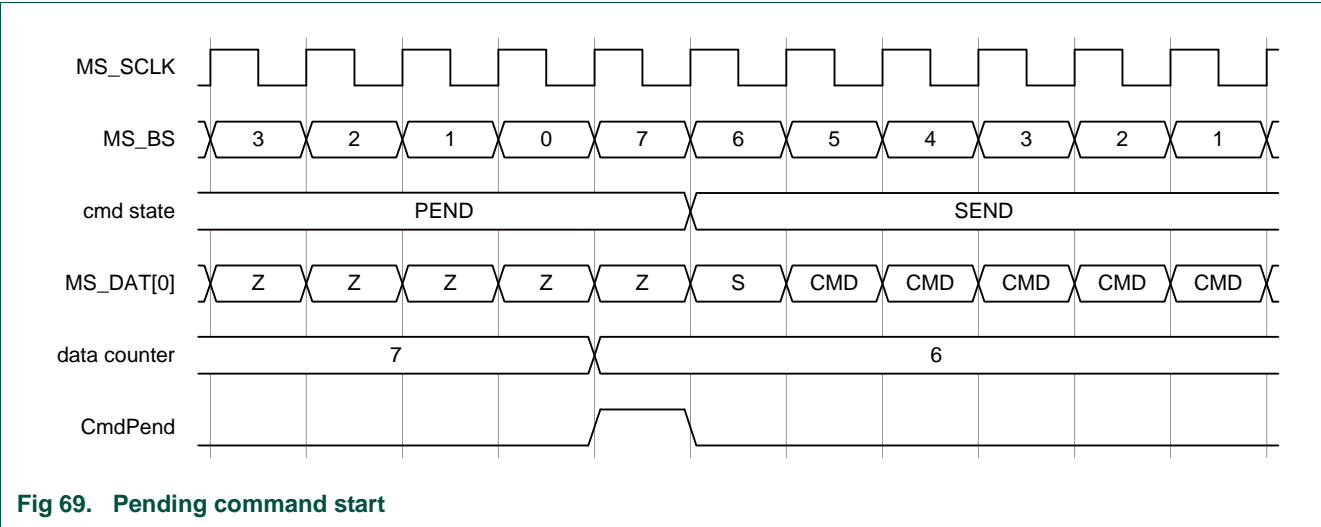 MS_SCLK
MS_BS 3 2 1 0 7 6 5 4 3 2 1
cmd state PEND SEND
MS_DAT[0] Z Z Z Z Z S CMD CMD CMD CMD CMD
data counter 7 6
CmdPend
Fig 69. Pending command start